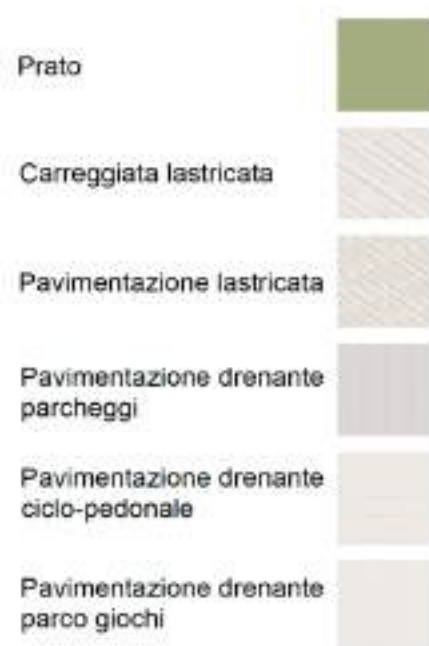 Prato
Carreggiata lastricata
Pavimentazione lastricata
Pavimentazione drenante
parcheggi
Pavimentazione drenante
ciclo-pedonale
Pavimentazione drenante
parco giochi